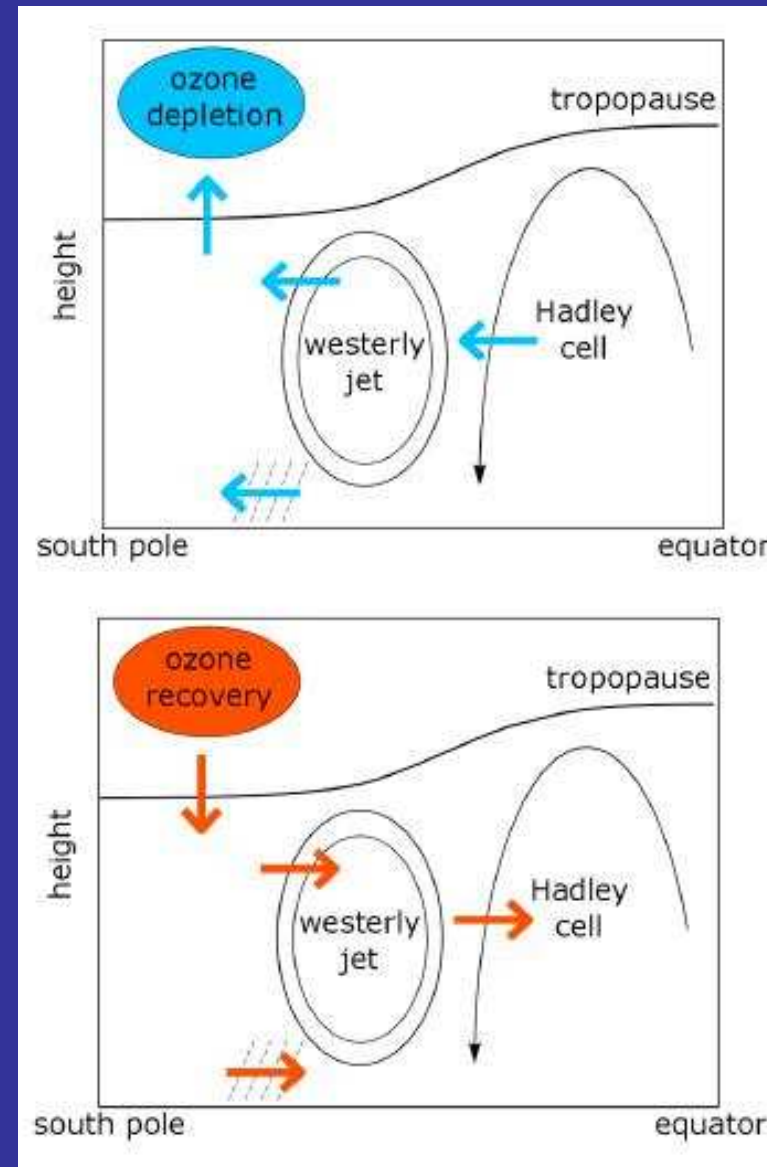 ozone
depletion
tropopause
height
westerly
jet
Hadley
cell
south pole
equator
ozone
recovery
tropopause
height
westerly
jet
Hadley
cell
south pole
equator